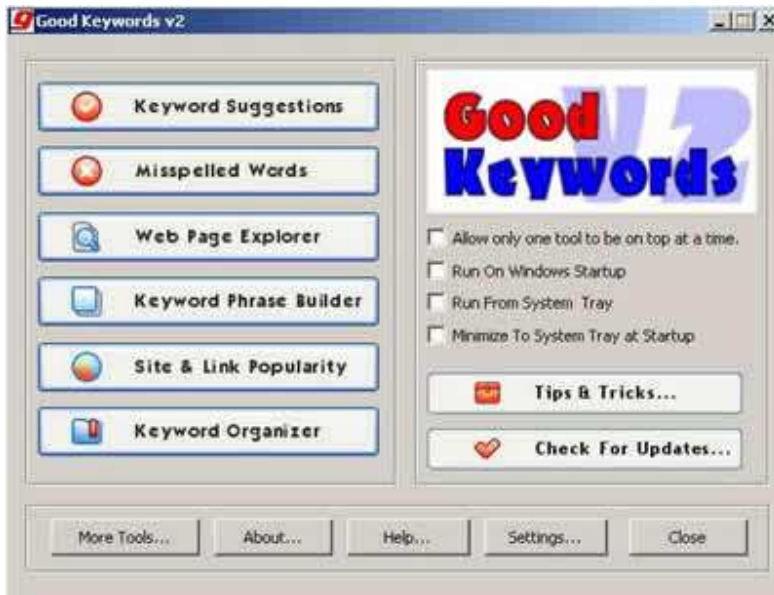 Good Keywords v2
Keyword Suggestions
Misspelled Words
Web Page Explorer
Keyword Phrase Builder
Site & Link Popularity
Keyword Organizer
V2
Good
Keywords
Allow only one tool to be on top at a time.
Run On Windows Startup
Run From System Tray
Minimize To System Tray at Startup
Tips & Tricks...
Check For Updates...
More Tools...
About...
Help...
Settings...
Close